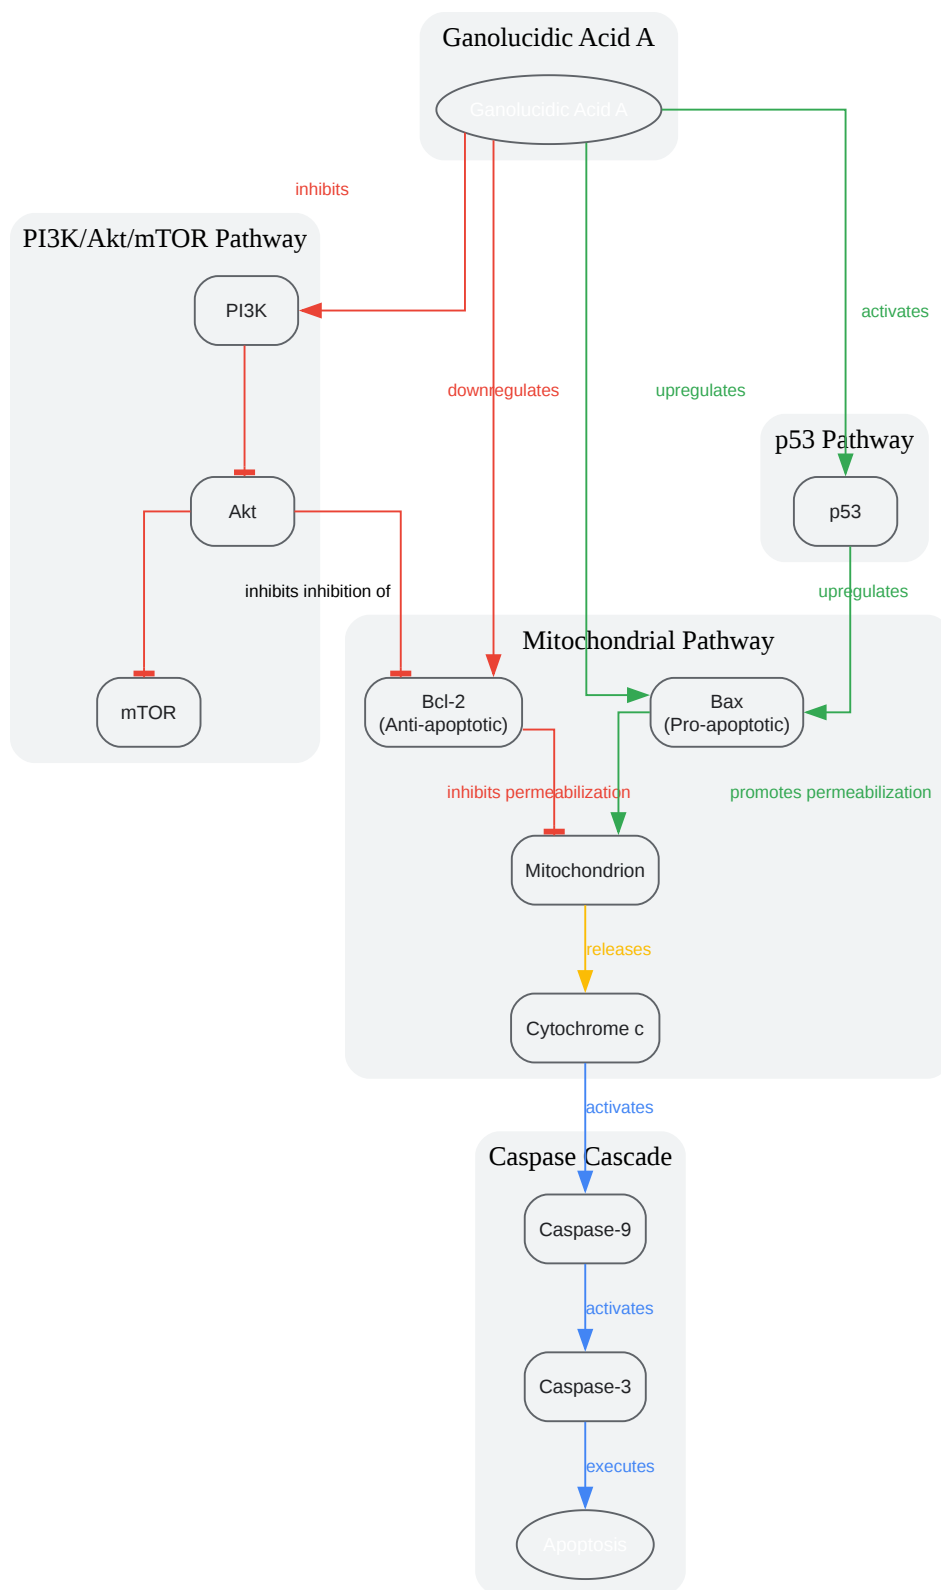 Ganolucidic Acid A
Ganolucidic Acid A
inhibits
PI3K/Akt/mTOR Pathway
PI3K
activates
downregulates
upregulates
p53 Pathway
Akt
p53
inhibits inhibition of
upregulates
Mitochondrial Pathway
mTOR
Bcl-2
(Anti-apoptotic)
Bax
(Pro-apoptotic)
inhibits permeabilization
promotes permeabilization
Mitochondrion
releases
Cytochrome c
activates
Caspase Cascade
Caspase-9
activates
Caspase-3
executes
Apoptosis